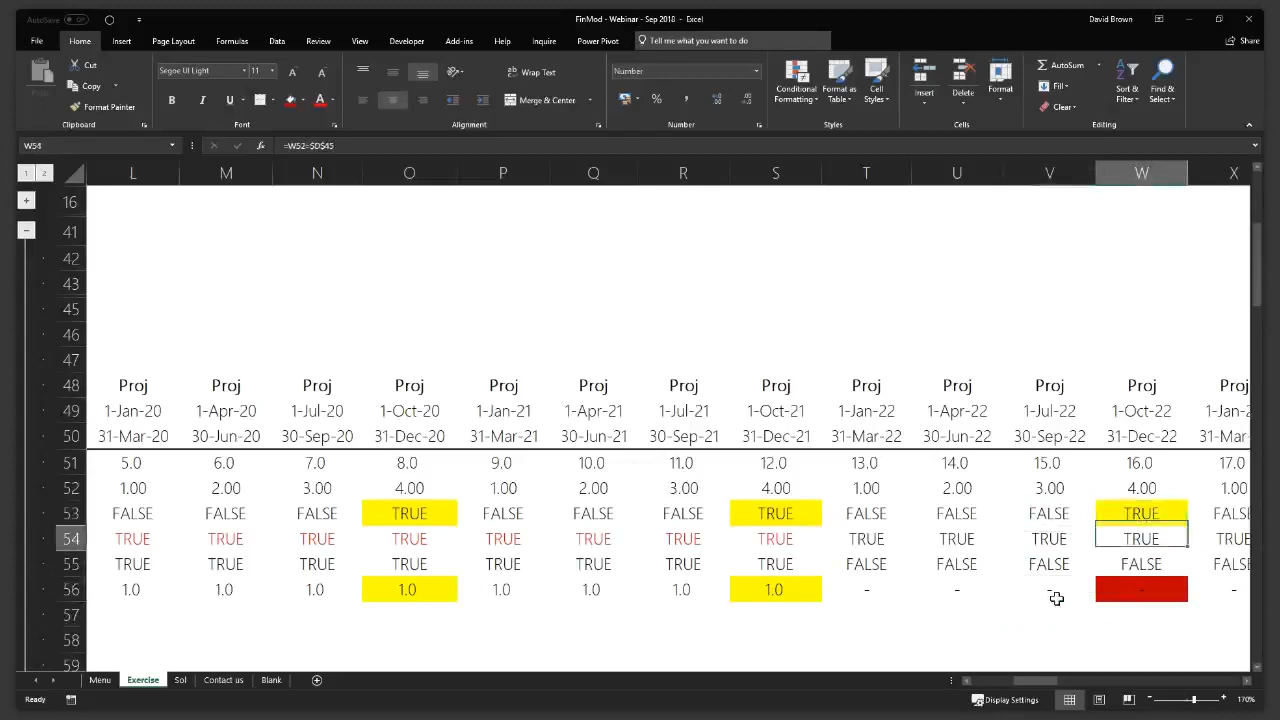 AutoSave Off
FinMod - Webinar - Sep 2018 - Excel
David Brown
File Home Insert Page Layout Formulas Data Review View Developer Add-ins Help Inquire Power Pivot Tell me what you want to do Share
Cut
Copy
Format Painter
Clipboard
Segoe UI Light 11
B I U
Font
Wrap Text
Merge & Center
Alignment
Number
%
Number
Conditional Formatting
Format as Table
Cell Styles
Styles
Insert Delete Format
Cells
AutoSum
Fill
Clear
Sort & Filter
Find & Select
Editing
W54 fx =W52=$D$45
1 2 L M N O P Q R S T U V W X
16
41
42
43
45
46
47
48 Proj Proj Proj Proj Proj Proj Proj Proj Proj Proj Proj Proj Proj
49 1-Jan-20 1-Apr-20 1-Jul-20 1-Oct-20 1-Jan-21 1-Apr-21 1-Jul-21 1-Oct-21 1-Jan-22 1-Apr-22 1-Jul-22 1-Oct-22 1-Jan-
50 31-Mar-20 30-Jun-20 30-Sep-20 31-Dec-20 31-Mar-21 30-Jun-21 30-Sep-21 31-Dec-21 31-Mar-22 30-Jun-22 30-Sep-22 31-Dec-22 31-Mar-
51 5.0 6.0 7.0 8.0 9.0 10.0 11.0 12.0 13.0 14.0 15.0 16.0 17.0
52 1.00 2.00 3.00 4.00 1.00 2.00 3.00 4.00 1.00 2.00 3.00 4.00 1.00
53 FALSE FALSE FALSE TRUE FALSE FALSE FALSE TRUE FALSE FALSE FALSE TRUE FALS
54 TRUE TRUE TRUE TRUE TRUE TRUE TRUE TRUE TRUE TRUE TRUE TRUE TRUE
55 TRUE TRUE TRUE TRUE TRUE TRUE TRUE TRUE FALSE FALSE FALSE FALSE FALS
56 1.0 1.0 1.0 1.0 1.0 1.0 1.0 1.0 - - - - -
57
58
59
Menu Exercise Sol Contact us Blank
Ready Display Settings 170%